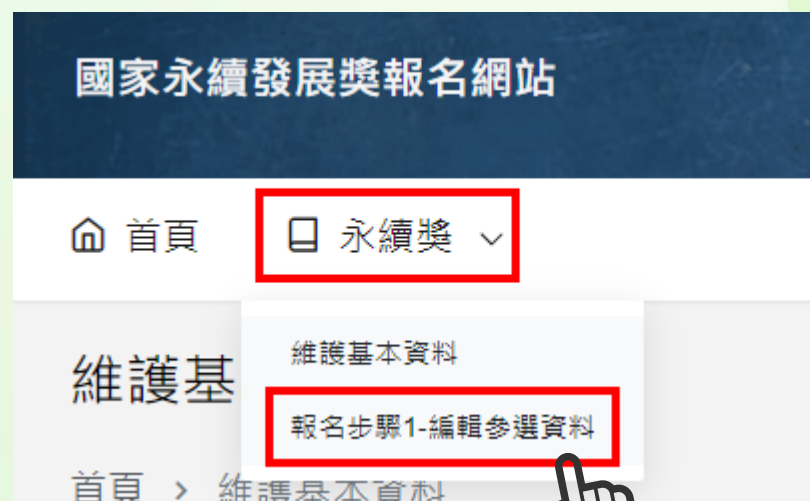 國家永續發展獎報名網站
首頁 永續獎
維護基本資料
維護基
報名步驟1-編輯參選資料
首頁 > 維護基本資料